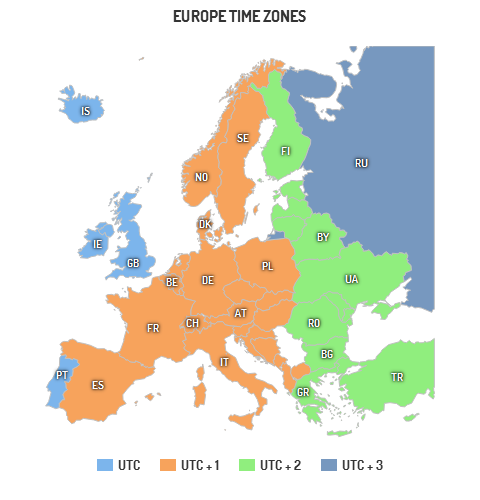 EUROPE TIME ZONES
IS
SE
FI
RU
NO
DK
IE
GB
BY
PL
BE
DE
UA
AT
CH
FR
RO
IT
BG
PT
ES
GR
TR
UTC
UTC + 1
UTC + 2
UTC + 3